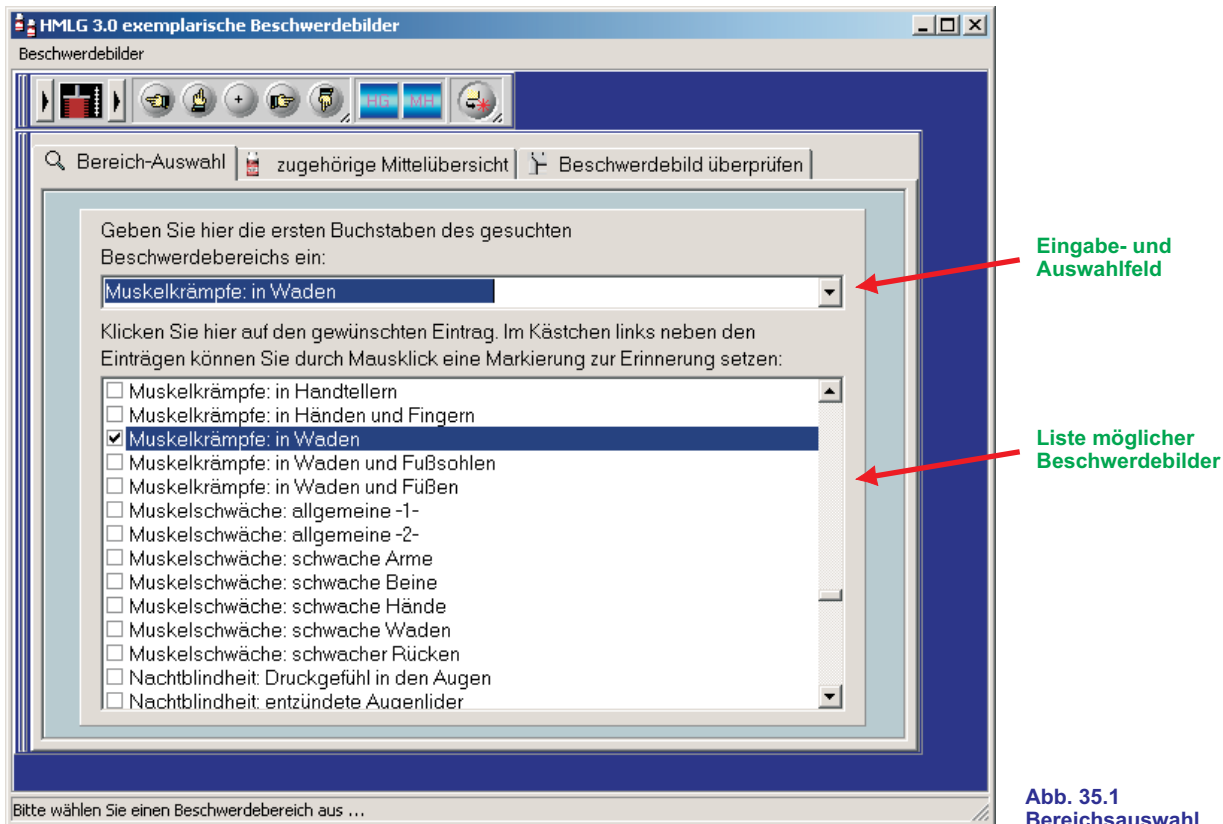 HMLG 3.0 exemplarische Beschwerdebilder
Beschwerdebilder
HG MH
Bereich-Auswahl zugehörige Mittelübersicht Beschwerdebild überprüfen
Geben Sie hier die ersten Buchstaben des gesuchten
Beschwerdebereichs ein:
Muskelkrämpfe: in Waden
Klicken Sie hier auf den gewünschten Eintrag. Im Kästchen links neben den
Einträgen können Sie durch Mausklick eine Markierung zur Erinnerung setzen:
Muskelkrämpfe: in Handtellern
Muskelkrämpfe: in Händen und Fingern
Muskelkrämpfe: in Waden
Muskelkrämpfe: in Waden und Fußsohlen
Muskelkrämpfe: in Waden und Füßen
Muskelschwäche: allgemeine -1-
Muskelschwäche: allgemeine -2-
Muskelschwäche: schwache Arme
Muskelschwäche: schwache Beine
Muskelschwäche: schwache Hände
Muskelschwäche: schwache Waden
Muskelschwäche: schwacher Rücken
Nachtblindheit: Druckgefühl in den Augen
Nachtblindheit: entzündete Augenlider
Bitte wählen Sie einen Beschwerdebereich aus ...
Eingabe- und
Auswahlfeld
Liste möglicher
Beschwerdebilder
Abb. 35.1
Bereichsauswahl